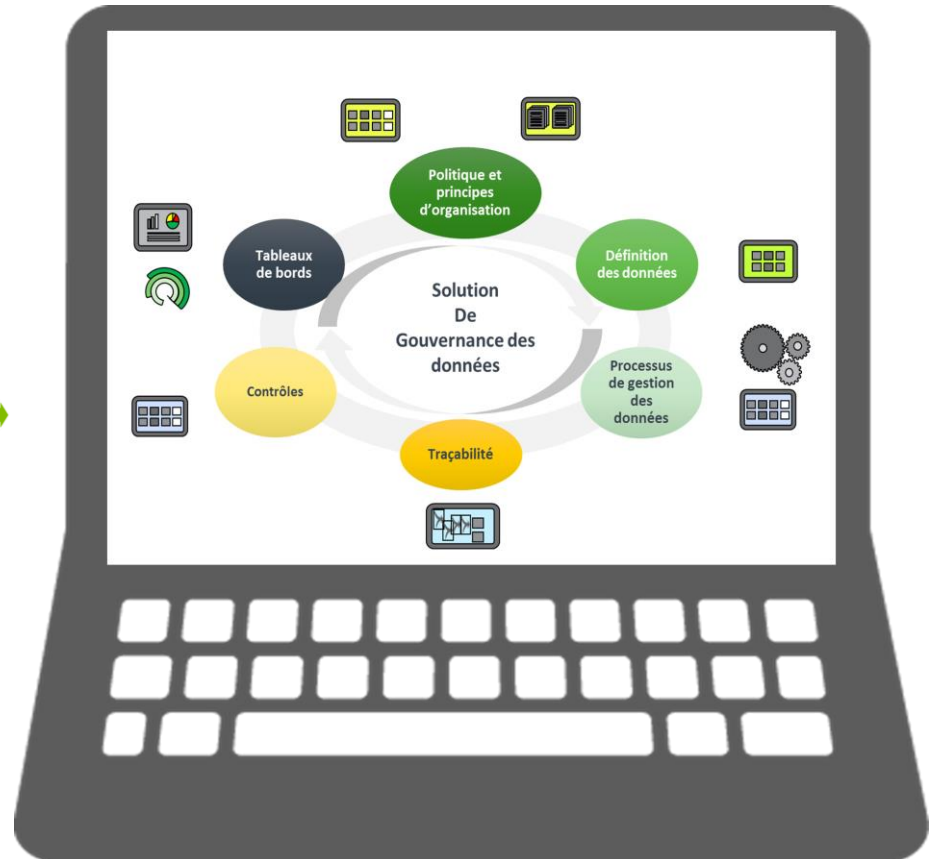 Politique et
principes
d'organisation
Tableaux
de bords
Définition
des données
Solution
De
Gouvernance des
données
Processus
de gestion
des
données
Contrôles
Traçabilité